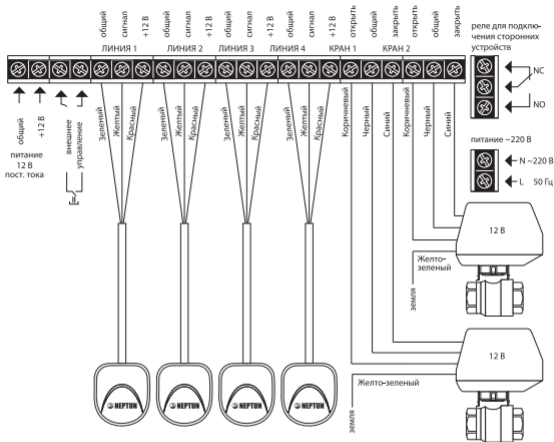 общий
сигнал
+12 В
общий
сигнал
+12 В
общий
сигнал
+12 В
общий
сигнал
+12 В
открыть
общий
закрыть
открыть
общий
закрыть
ЛИНИЯ 1
ЛИНИЯ 2
ЛИНИЯ 3
ЛИНИЯ 4
КРАН 1
КРАН 2
реле для подклю-
чения сторонних
устройств
NC
NO
питание ~220 В
N ~220 В
L 50 Гц
общий
+12 В
питание
12 В
пост. тока
внешнее
управление
Зеленый
Желтый
Красный
Зеленый
Желтый
Красный
Зеленый
Желтый
Красный
Зеленый
Желтый
Красный
Коричневый
Черный
Синий
Коричневый
Черный
Синий
12 В
Желто-
зеленый
земля
12 В
Желто-зеленый
земля
NEPTUN
NEPTUN
NEPTUN
NEPTUN